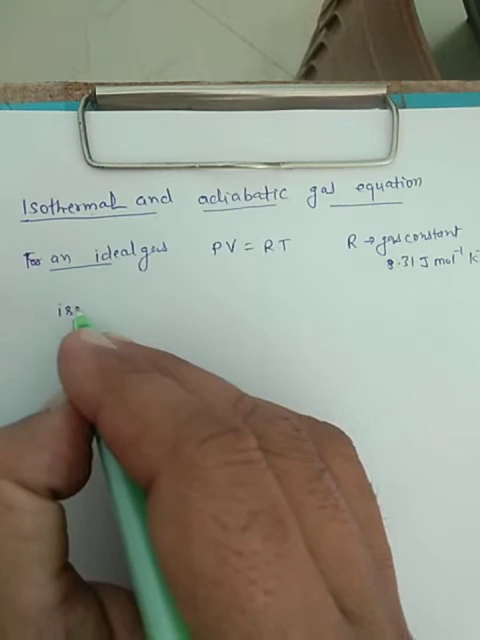 Isothermal and adiabatic gas equation
For an ideal gas PV = RT R → gas constant
8.31 J mol⁻¹ K⁻
is